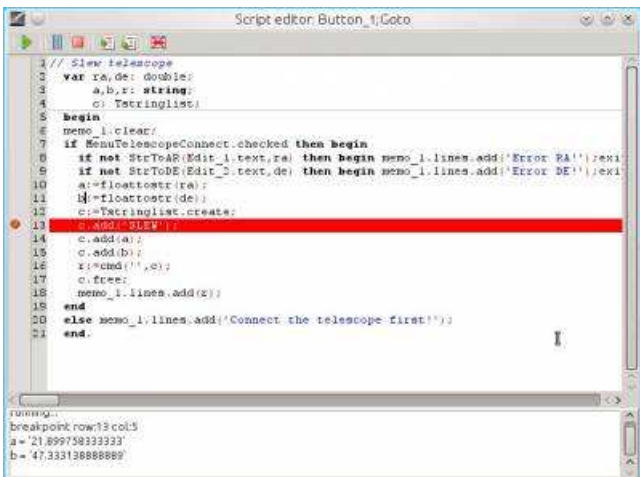 Script editor: Button_1;Goto
1 // Slew telescope
2 var ra,de: double;
3 a,b,r: string;
4 c: Tstringlist;
5 begin
6 memo_1.clear;
7 if MenuTelescopeConnect.checked then begin
8 if not StrToAR(Edit_1.text,ra) then begin memo_1.lines.add('Error RA!');exi
9 if not StrToDE(Edit_2.text,de) then begin memo_1.lines.add('Error DE!');exi
10 a:=floattostr(ra);
11 b:=floattostr(de);
12 c:=Tstringlist.create;
13 c.add('SLEW');
14 c.add(a);
15 c.add(b);
16 r:=cmd('',c);
17 c.free;
18 memo_1.lines.add(r);
19 end
20 else memo_1.lines.add('Connect the telescope first!');
21 end.
running...
breakpoint row:13 col:5
a = '21.899758333333'
b = '47.333138888889'